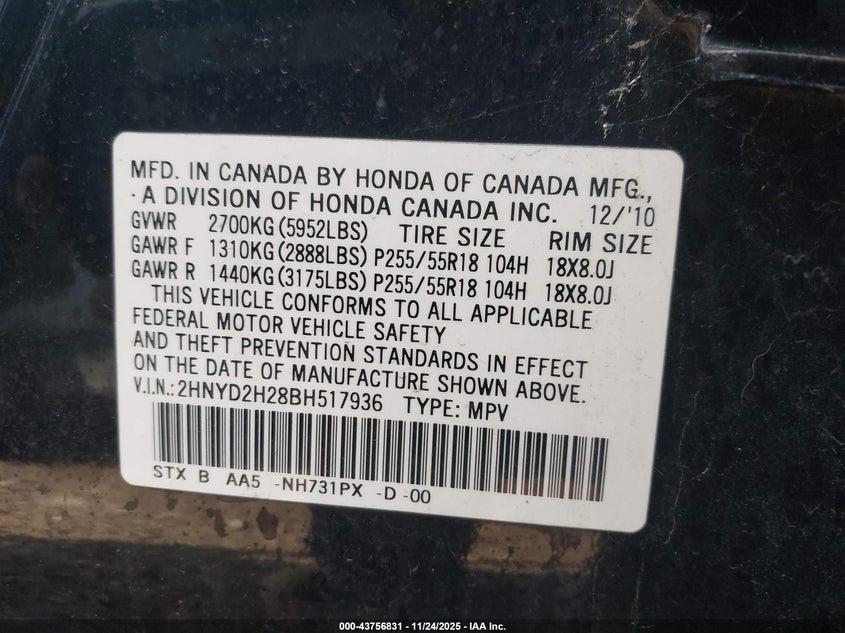 MFD. IN CANADA BY HONDA OF CANADA MFG.,
A DIVISION OF HONDA CANADA INC. 12/'10
GVWR 2700KG (5952LBS) TIRE SIZE RIM SIZE
GAWR F 1310KG (2888LBS) P255/55R18 104H 18X8.0J
GAWR R 1440KG (3175LBS) P255/55R18 104H 18X8.0J
THIS VEHICLE CONFORMS TO ALL APPLICABLE
FEDERAL MOTOR VEHICLE SAFETY
AND THEFT PREVENTION STANDARDS IN EFFECT
ON THE DATE OF MANUFACTURE SHOWN ABOVE.
V.I.N.: 2HNYD2H28BH517936 TYPE: MPV
STX B AA5 -NH731PX -D -00
000-43756831 - 11/24/2025 - IAA Inc.